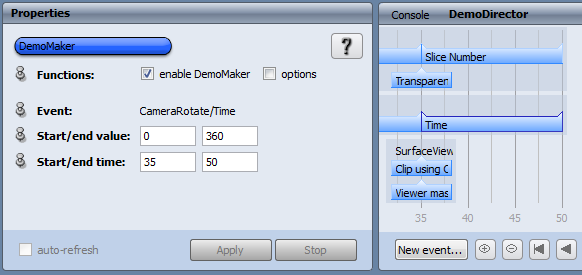 Properties
DemoMaker
?
Functions: enable DemoMaker options
Event: CameraRotate/Time
Start/end value: 0 360
Start/end time: 35 50
auto-refresh Apply Stop
Console DemoDirector
Slice Number
Transparen
Time
SurfaceView
Clip using
Viewer mas
35 40 45 50
New event...